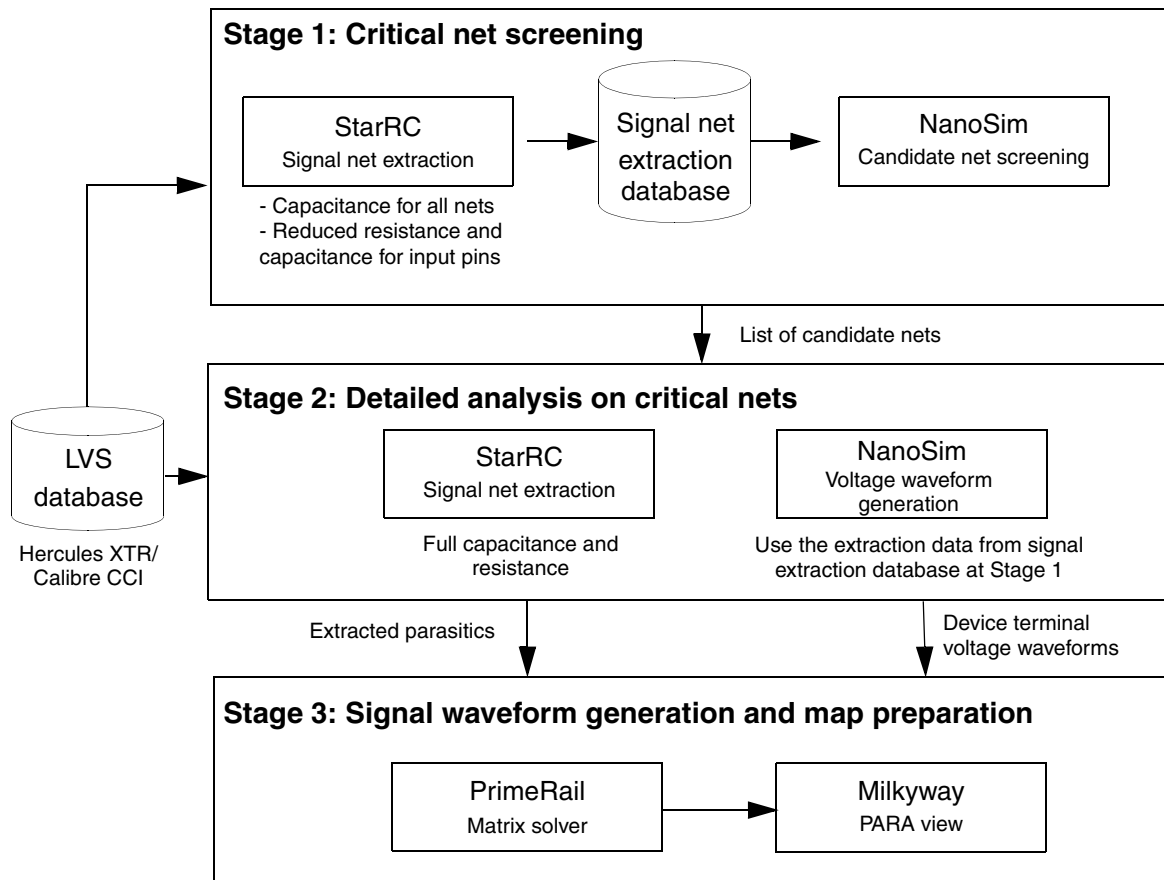 Stage 1: Critical net screening
StarRC
Signal net extraction
- Capacitance for all nets
- Reduced resistance and
capacitance for input pins
Signal net
extraction
database
NanoSim
Candidate net screening
List of candidate nets
LVS
database
Hercules XTR/
Calibre CCI
Stage 2: Detailed analysis on critical nets
StarRC
Signal net extraction
Full capacitance and
resistance
NanoSim
Voltage waveform
generation
Use the extraction data from signal
extraction database at Stage 1
Extracted parasitics
Device terminal
voltage waveforms
Stage 3: Signal waveform generation and map preparation
PrimeRail
Matrix solver
Milkyway
PARA view